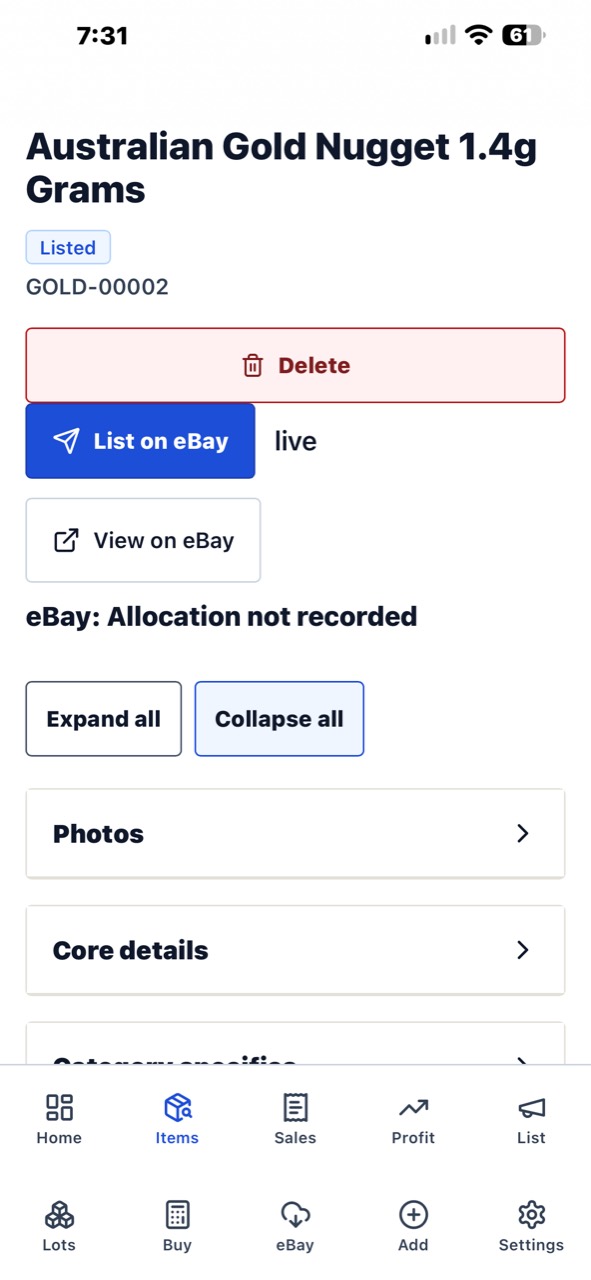 7:31
61
Australian Gold Nugget 1.4g
Grams
Listed
GOLD-00002
Delete
List on eBay live
View on eBay
eBay: Allocation not recorded
Expand all Collapse all
Photos
Core details
Category specifics
Home Items Sales Profit List
Lots Buy eBay Add Settings